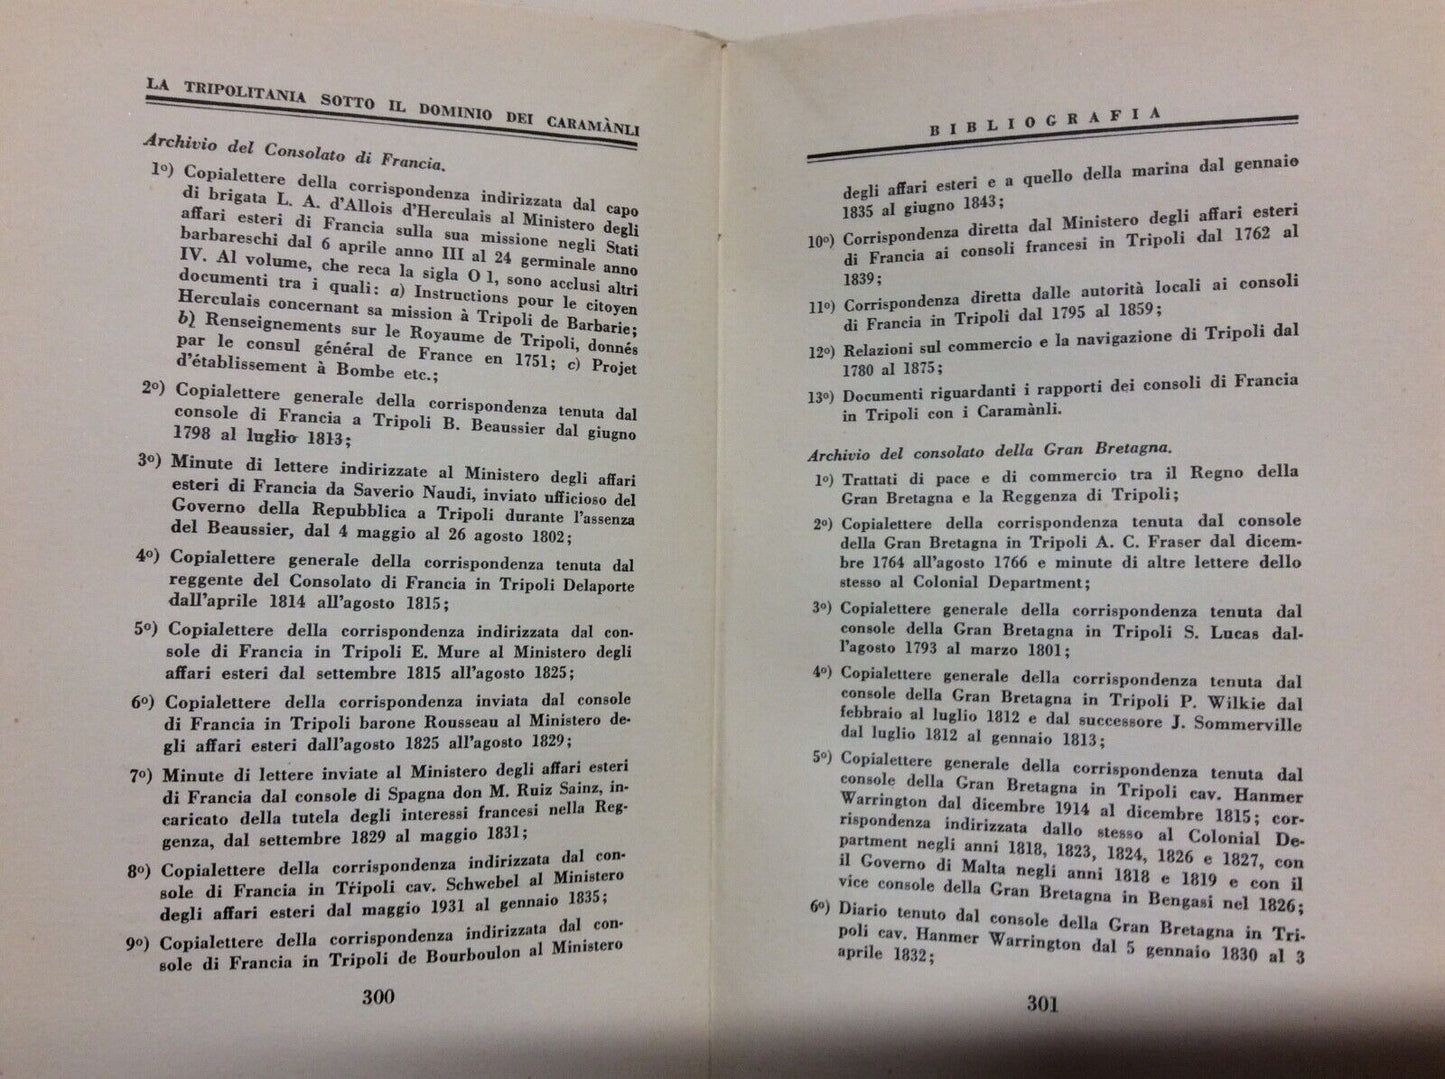 LA TRIPOLITANIA SOTTO IL DOMINIO DEI CARAMÀNLI
Archivio del Consolato di Francia.
1º) Copialettere della corrispondenza indirizzata dal capo
di brigata L. A. d'Allois d'Herculais al Ministero degli
affari esteri di Francia sulla sua missione negli Stati
barbareschi dal 6 aprile anno III al 24 germinale anno
IV. Al volume, che reca la sigla O 1, sono acclusi altri
documenti tra i quali: a) Instructions pour le citoyen
Herculais concernant sa mission à Tripoli de Barbarie;
b) Renseignements sur le Royaume de Tripoli, donnés
par le consul général de France en 1751; c) Projet
d'établissement à Bombe etc.;
2º) Copialettere generale della corrispondenza tenuta dal
console di Francia a Tripoli B. Beaussier dal giugno
1798 al luglio 1813;
3º) Minute di lettere indirizzate al Ministero degli affari
esteri di Francia da Saverio Naudi, inviato ufficioso del
Governo della Repubblica a Tripoli durante l'assenza
del Beaussier, dal 4 maggio al 26 agosto 1802;
4º) Copialettere generale della corrispondenza tenuta dal
reggente del Consolato di Francia in Tripoli Delaporte
dall'aprile 1814 all'agosto 1815;
5º) Copialettere della corrispondenza indirizzata dal con-
sole di Francia in Tripoli E. Mure al Ministero degli
affari esteri dal settembre 1815 all'agosto 1825;
6º) Copialettere della corrispondenza inviata dal console
di Francia in Tripoli barone Rousseau al Ministero de-
gli affari esteri dall'agosto 1825 all'agosto 1829;
7º) Minute di lettere inviate al Ministero degli affari esteri
di Francia dal console di Spagna don M. Ruiz Sainz, in-
caricato della tutela degli interessi francesi nella Reg-
genza, dal settembre 1829 al maggio 1831;
8º) Copialettere della corrispondenza indirizzata dal con-
sole di Francia in Tripoli cav. Schwebel al Ministero
degli affari esteri dal maggio 1931 al gennaio 1835;
9º) Copialettere della corrispondenza indirizzata dal con-
sole di Francia in Tripoli de Bourboulon al Ministero
300
BIBLIOGRAFIA
degli affari esteri e a quello della marina dal gennaio
1835 al giugno 1843;
10º) Corrispondenza diretta dal Ministero degli affari esteri
di Francia ai consoli francesi in Tripoli dal 1762 al
1839;
11º) Corrispondenza diretta dalle autorità locali ai consoli
di Francia in Tripoli dal 1795 al 1859;
12º) Relazioni sul commercio e la navigazione di Tripoli dal
1780 al 1875;
13º) Documenti riguardanti i rapporti dei consoli di Francia
in Tripoli con i Caramànli.
Archivio del consolato della Gran Bretagna.
1º) Trattati di pace e di commercio tra il Regno della
Gran Bretagna e la Reggenza di Tripoli;
2º) Copialettere della corrispondenza tenuta dal console
della Gran Bretagna in Tripoli A. C. Fraser dal dicem-
bre 1764 all'agosto 1766 e minute di altre lettere dello
stesso al Colonial Department;
3º) Copialettere generale della corrispondenza tenuta dal
console della Gran Bretagna in Tripoli S. Lucas dal-
l'agosto 1793 al marzo 1801;
4º) Copialettere generale della corrispondenza tenuta dal
console della Gran Bretagna in Tripoli P. Wilkie dal
febbraio al luglio 1812 e dal successore J. Sommerville
dal luglio 1812 al gennaio 1813;
5º) Copialettere generale della corrispondenza tenuta dal
console della Gran Bretagna in Tripoli cav. Hanmer
Warrington dal dicembre 1914 al dicembre 1815; cor-
rispondenza indirizzata dallo stesso al Colonial De-
partment negli anni 1818, 1823, 1824, 1826 e 1827, con
il Governo di Malta negli anni 1818 e 1819 e con il
vice console della Gran Bretagna in Bengasi nel 1826;
6º) Diario tenuto dal console della Gran Bretagna in Tri-
poli cav. Hanmer Warrington dal 5 gennaio 1830 al 3
aprile 1832;
301